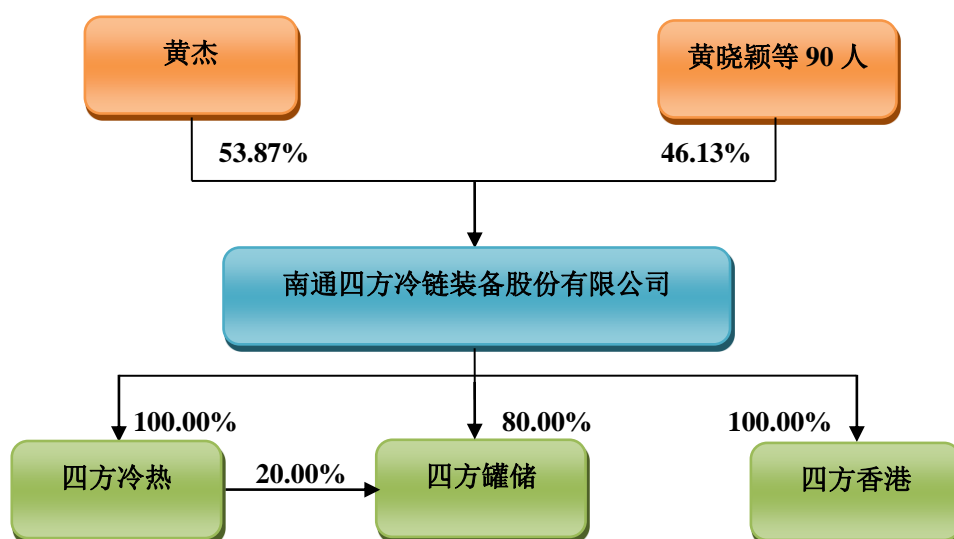 黄杰
黄晓颖等 90 人
53.87%
46.13%
南通四方冷链装备股份有限公司
100.00%
80.00%
100.00%
四方冷热
20.00%
四方罐储
四方香港